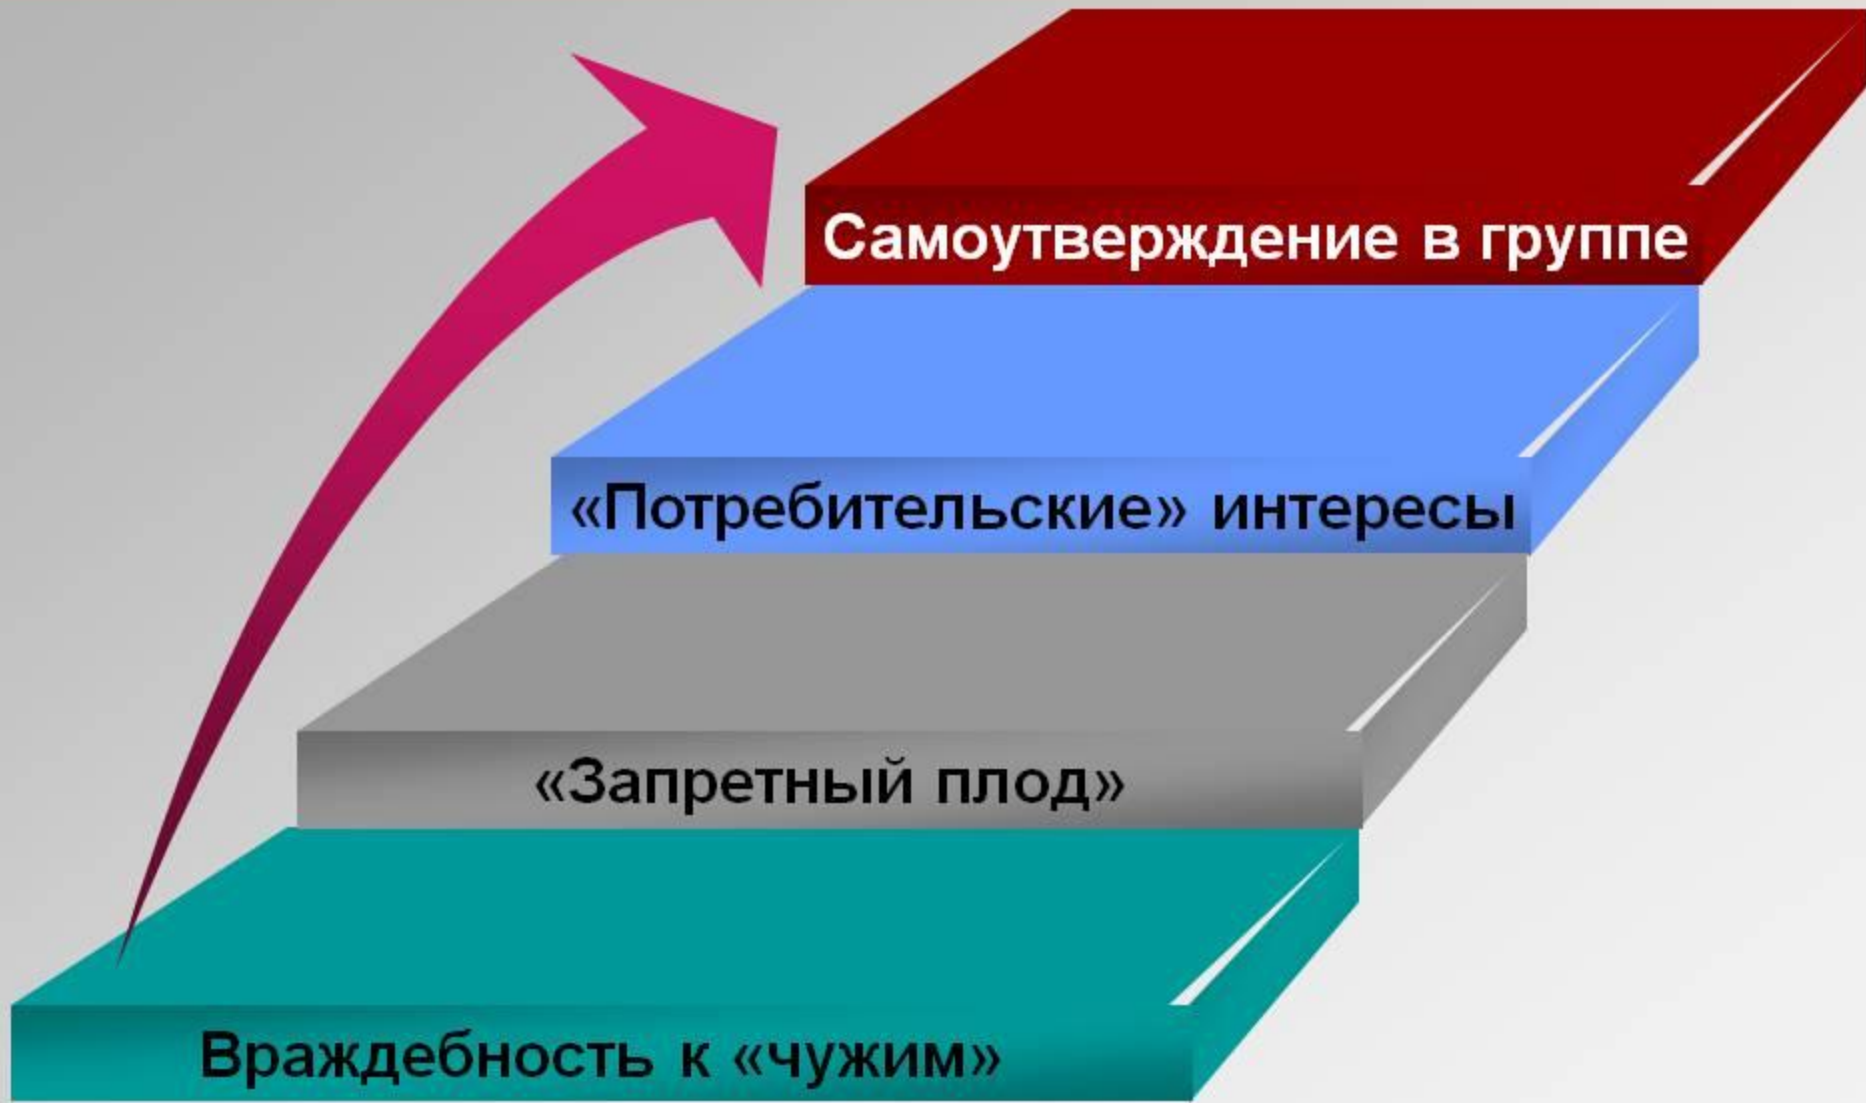 Самоутверждение в группе
«Потребительские» интересы
«Запретный плод»
Враждебность к «чужим»